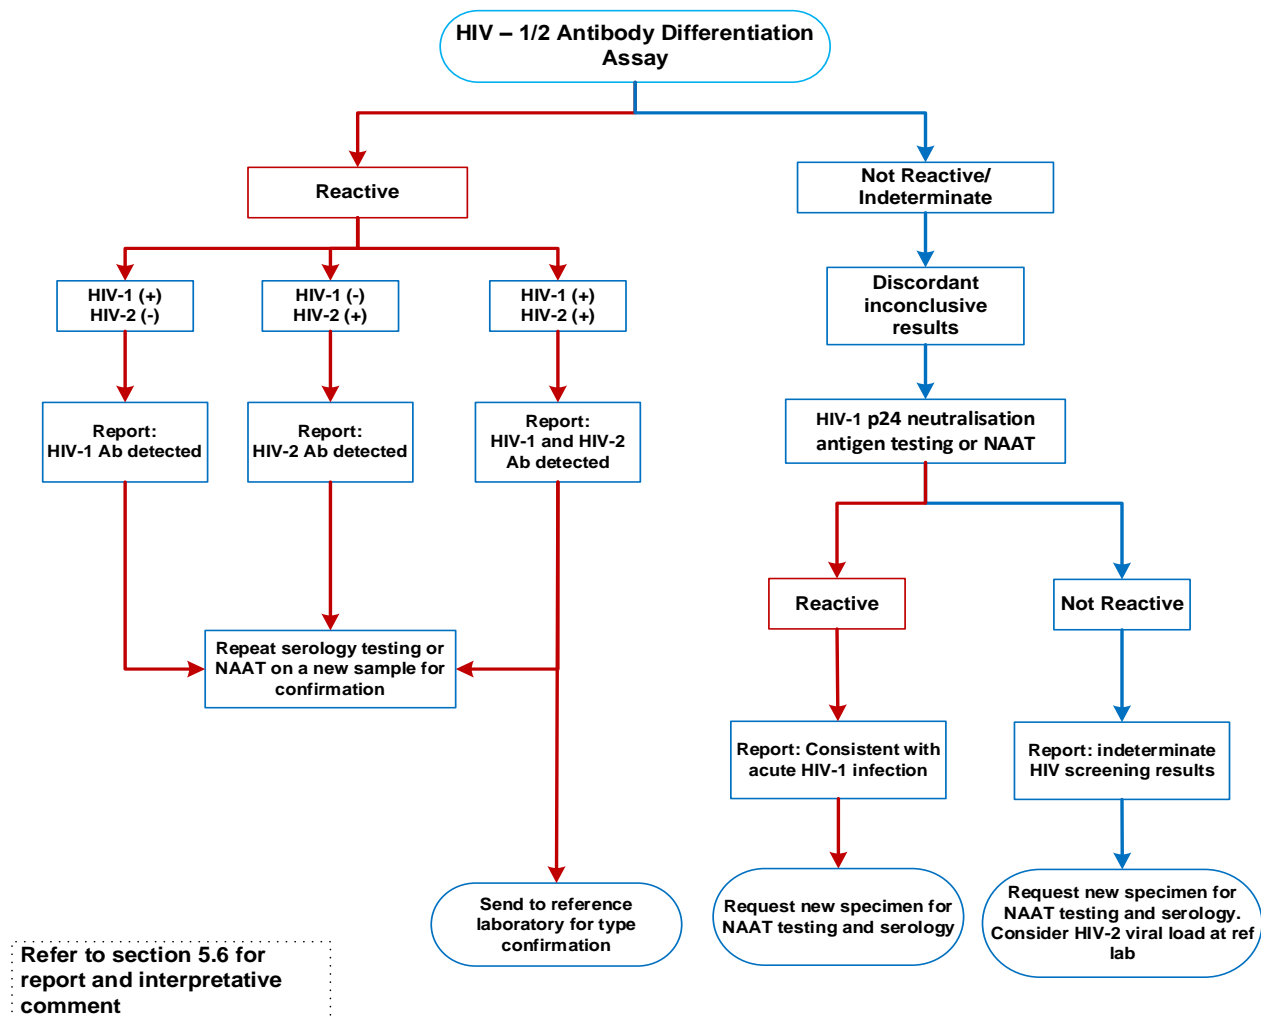 HIV – 1/2 Antibody Differentiation
Assay
Reactive
Not Reactive/
Indeterminate
HIV-1 (+)
HIV-2 (-)
HIV-1 (-)
HIV-2 (+)
HIV-1 (+)
HIV-2 (+)
Discordant
inconclusive
results
Report:
HIV-1 Ab detected
Report:
HIV-2 Ab detected
Report:
HIV-1 and HIV-2
Ab detected
HIV-1 p24 neutralisation
antigen testing or NAAT
Reactive
Not Reactive
Repeat serology testing or
NAAT on a new sample for
confirmation
Report: Consistent with
acute HIV-1 infection
Report: indeterminate
HIV screening results
Send to reference
laboratory for type
confirmation
Request new specimen for
NAAT testing and serology
Request new specimen for
NAAT testing and serology.
Consider HIV-2 viral load at ref
lab
Refer to section 5.6 for
report and interpretative
comment